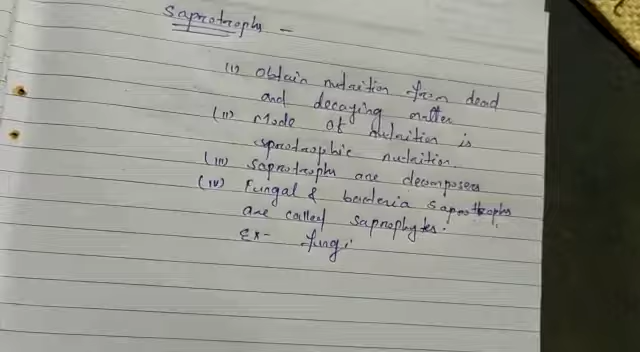 Saprotrophs -
(i) Obtain nutrition from dead
and decaying matter
(ii) Mode of nutrition is
sprotrophic nutrition
(iii) Saprotrophs are decomposers
(iv) Fungal & bacteria saprotrophs
are called saprophytes.
Ex- fungi